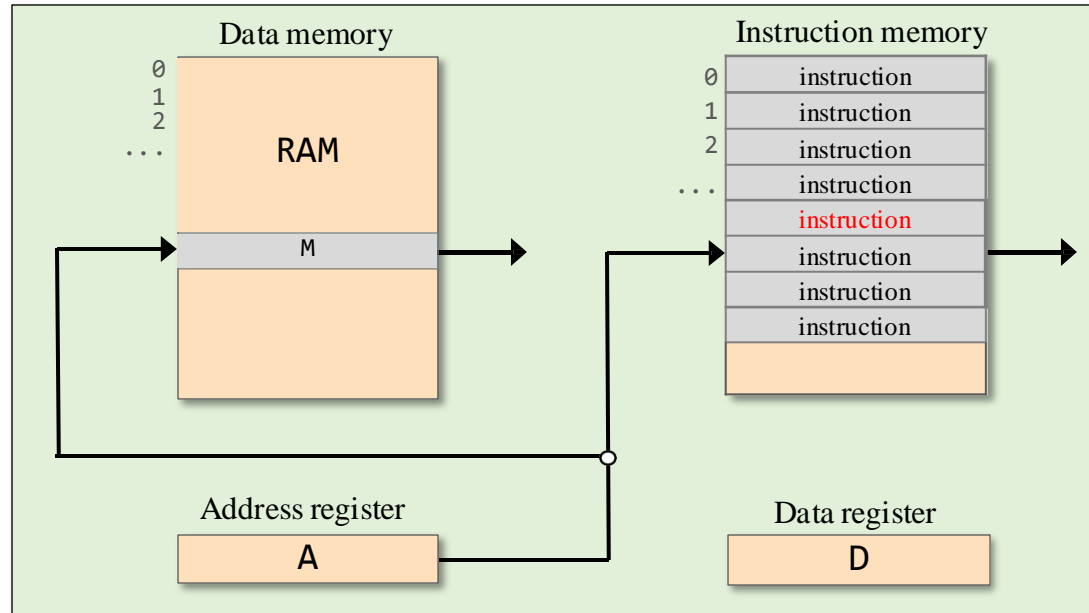 Data memory
0
1
2
...
RAM
M
Instruction memory
0
1
2
...
instruction
instruction
instruction
instruction
instruction
instruction
instruction
instruction
Address register
A
Data register
D